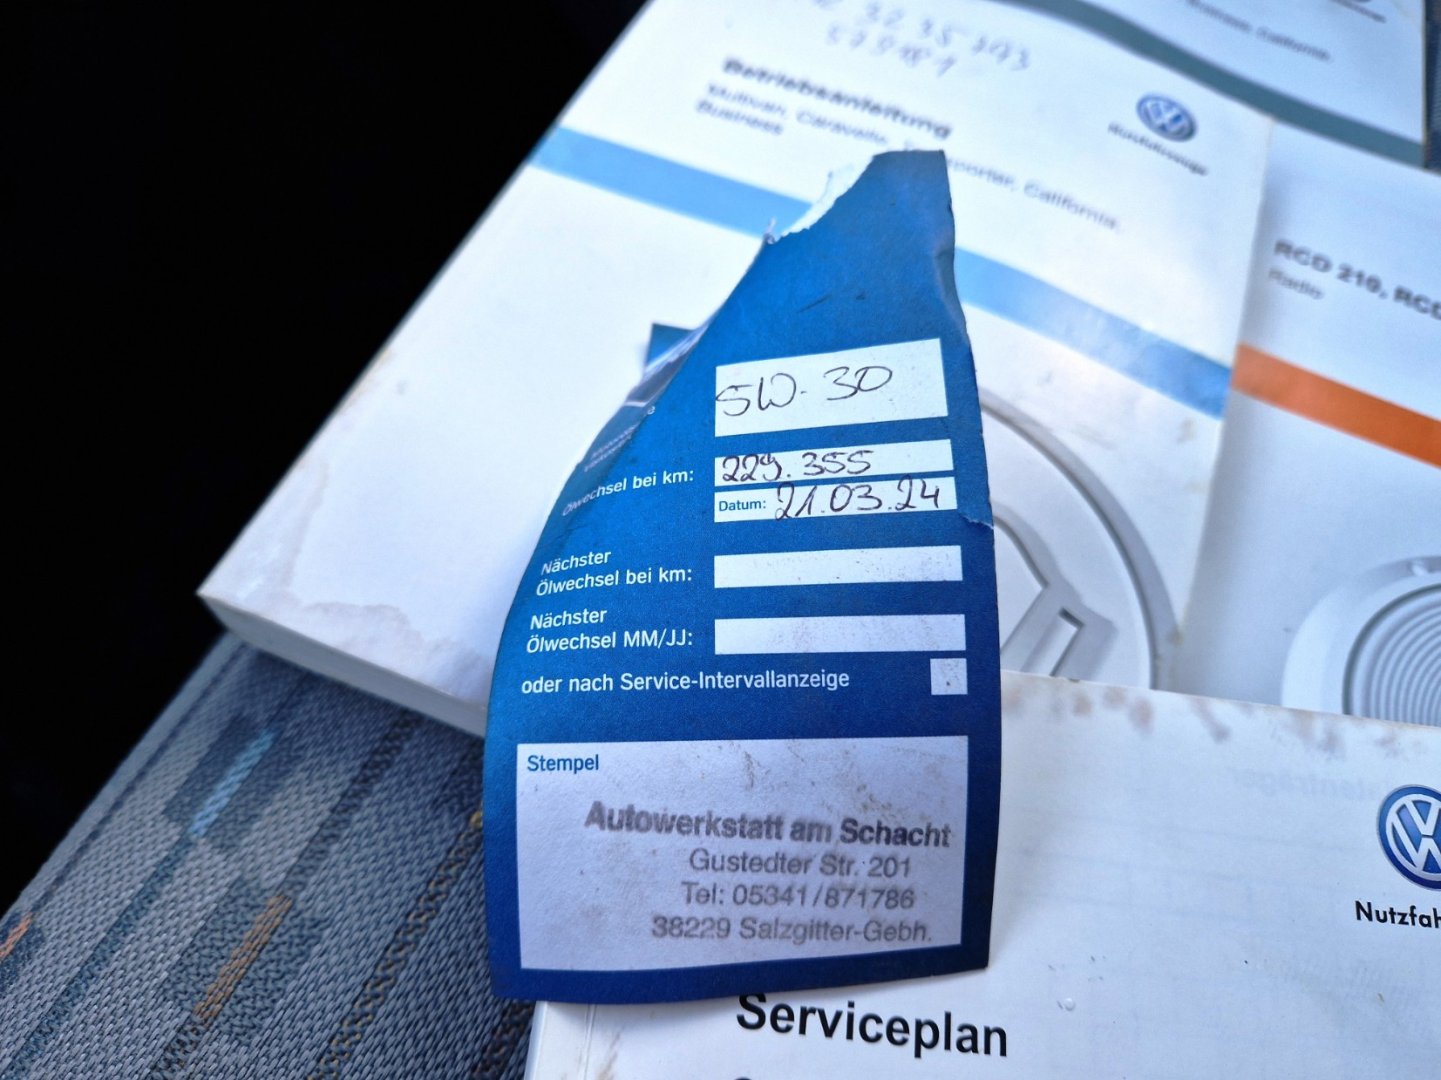 Betriebsanleitung
Multivan, Caravelle, California
Business
RCD 210, RCD
Radio
5W-30
Ölwechsel bei km: 229.355
Datum: 21.03.24
Nächster
Ölwechsel bei km:
Nächster
Ölwechsel MM/JJ:
oder nach Service-Intervallanzeige
Stempel
Autowerkstatt am Schacht
Gustedter Str. 201
Tel: 05341/871786
38229 Salzgitter-Gebh.
Serviceplan